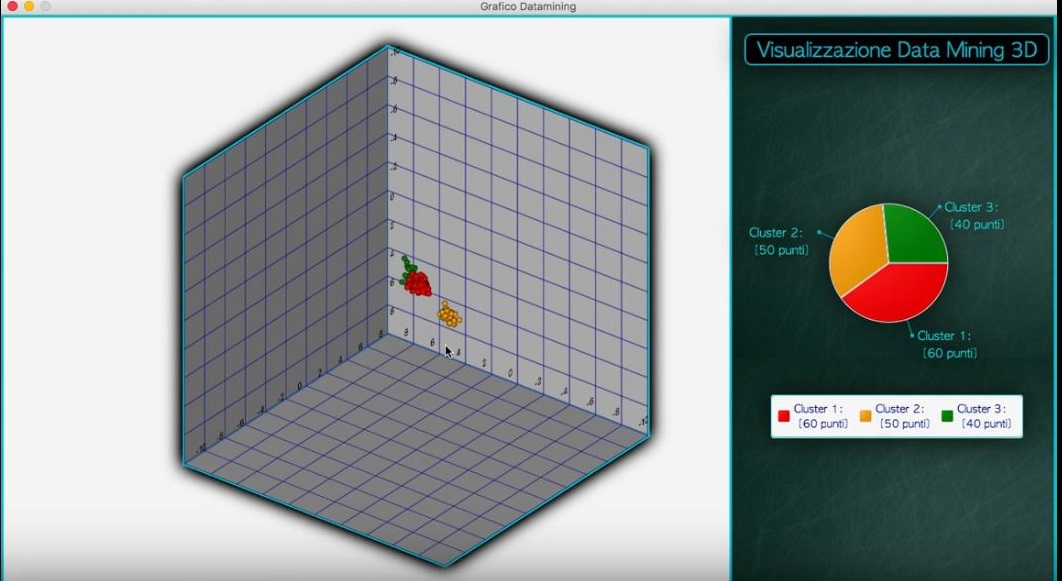 Grafico Datamining
Visualizzazione Data Mining 3D
Cluster 3:
(40 punti)
Cluster 2:
(50 punti)
Cluster 1:
(60 punti)
Cluster 1:
(60 punti)
Cluster 2:
(50 punti)
Cluster 3:
(40 punti)